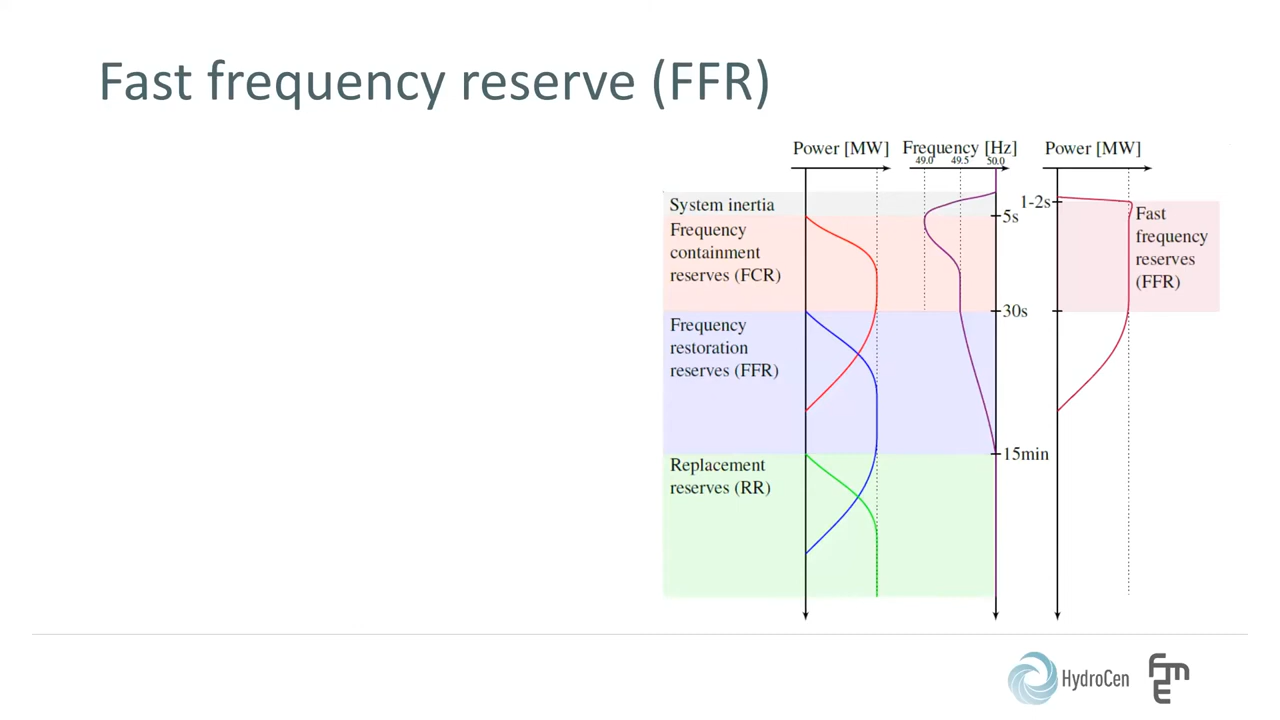 Fast frequency reserve (FFR)
Power [MW]
Frequency [Hz]
Power [MW]
49.0
49.5
50.0
System inertia
Frequency
containment
reserves (FCR)
Frequency
restoration
reserves (FFR)
Replacement
reserves (RR)
5s
30s
15min
1-2s
Fast
frequency
reserves
(FFR)
HydroCen
FME